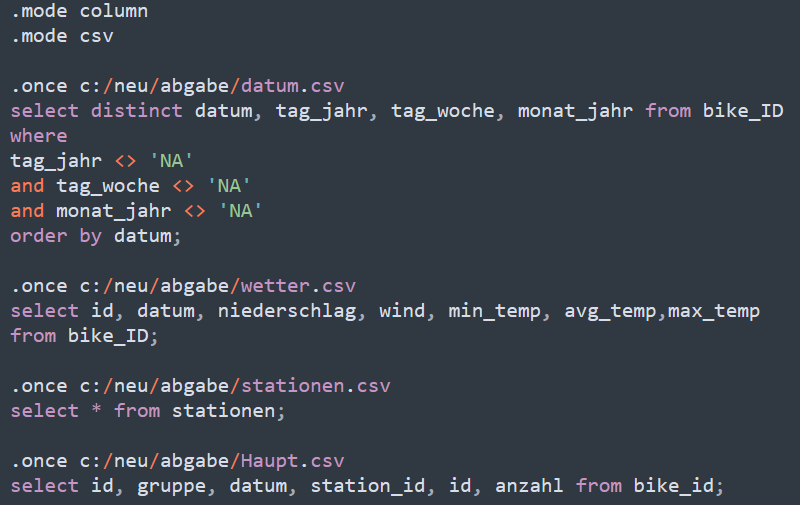 .mode column
.mode csv
.once c:/neu/abgabe/datum.csv
select distinct datum, tag_jahr, tag_woche, monat_jahr from bike_ID
where
tag_jahr <> 'NA'
and tag_woche <> 'NA'
and monat_jahr <> 'NA'
order by datum;
.once c:/neu/abgabe/wetter.csv
select id, datum, niederschlag, wind, min_temp, avg_temp,max_temp
from bike_ID;
.once c:/neu/abgabe/stationen.csv
select * from stationen;
.once c:/neu/abgabe/Haupt.csv
select id, gruppe, datum, station_id, id, anzahl from bike_id;